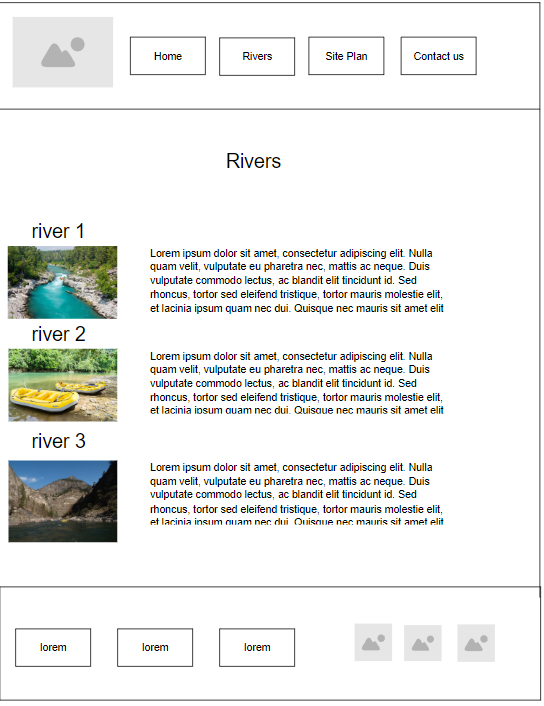 Home
Rivers
Site Plan
Contact us
Rivers
river 1
Lorem ipsum dolor sit amet, consectetur adipiscing elit. Nulla
quam velit, vulputate eu pharetra nec, mattis ac neque. Duis
vulputate commodo lectus, ac blandit elit tincidunt id. Sed
rhoncus, tortor sed eleifend tristique, tortor mauris molestie elit,
et lacinia ipsum quam nec dui. Quisque nec mauris sit amet elit
river 2
Lorem ipsum dolor sit amet, consectetur adipiscing elit. Nulla
quam velit, vulputate eu pharetra nec, mattis ac neque. Duis
vulputate commodo lectus, ac blandit elit tincidunt id. Sed
rhoncus, tortor sed eleifend tristique, tortor mauris molestie elit,
et lacinia ipsum quam nec dui. Quisque nec mauris sit amet elit
river 3
Lorem ipsum dolor sit amet, consectetur adipiscing elit. Nulla
quam velit, vulputate eu pharetra nec, mattis ac neque. Duis
vulputate commodo lectus, ac blandit elit tincidunt id. Sed
rhoncus, tortor sed eleifend tristique, tortor mauris molestie elit,
et lacinia ipsum quam nec dui. Quisque nec mauris sit amet elit
lorem
lorem
lorem